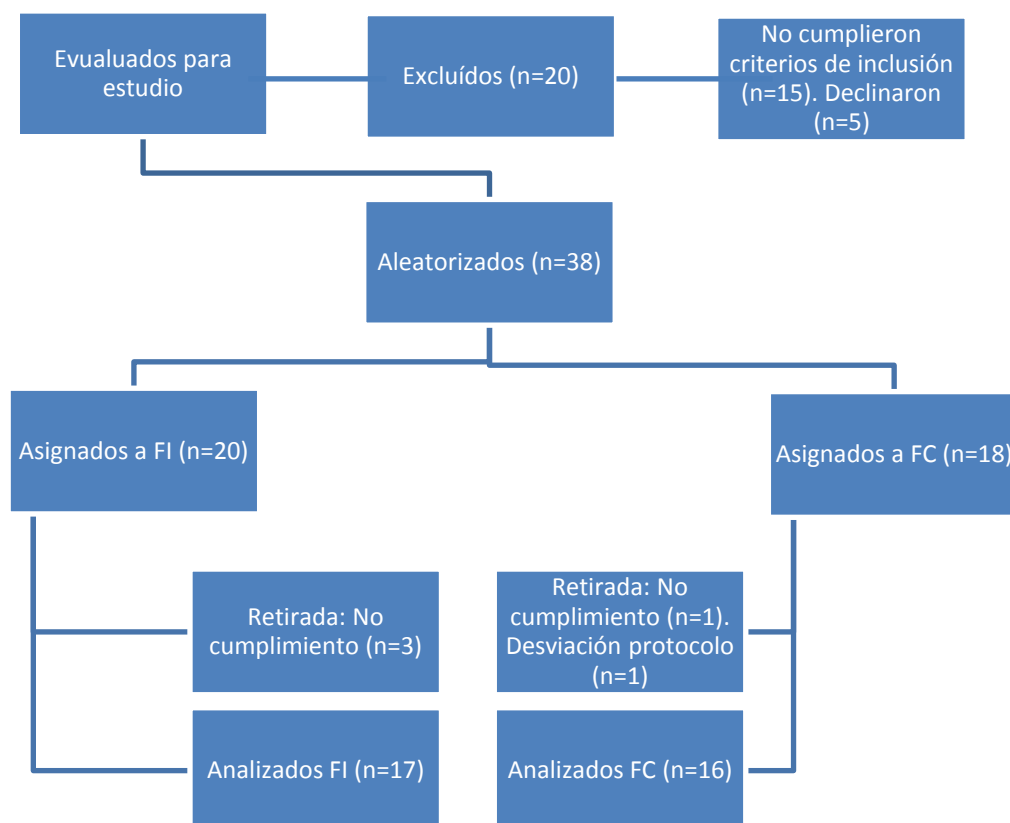 Evualuados para
estudio
Excluídos (n=20)
No cumplieron
criterios de inclusión
(n=15). Declinaron
(n=5)
Aleatorizados (n=38)
Asignados a FI (n=20)
Asignados a FC (n=18)
Retirada: No
cumplimiento (n=3)
Retirada: No
cumplimiento (n=1).
Desviación protocolo
(n=1)
Analizados FI (n=17)
Analizados FC (n=16)